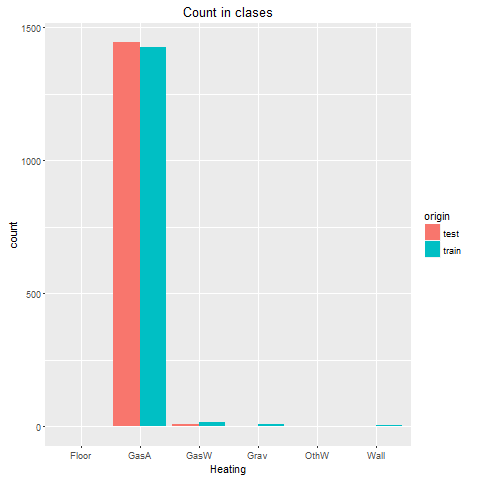 Count in clases
1500
1000
500
0
count
Floor GasA GasW Grav OthW Wall
Heating
origin
test
train